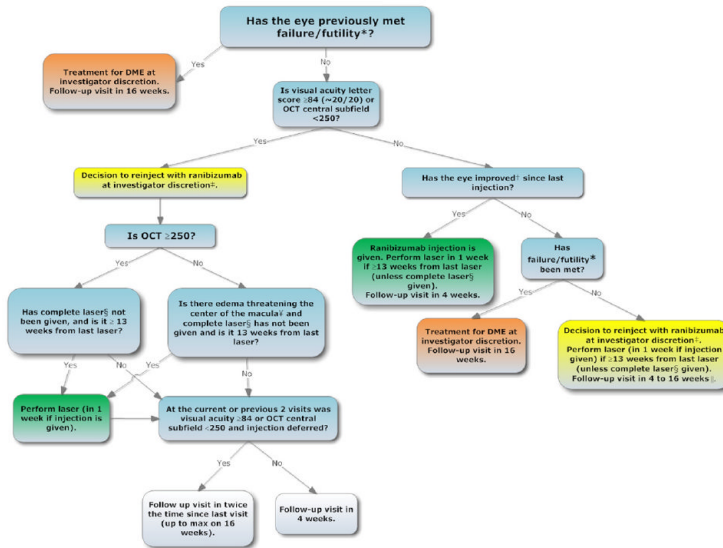 Has the eye previously met
failure/futility*?
Yes
No
Treatment for DME at
investigator discretion.
Follow-up visit in 16 weeks.
Is visual acuity letter
score ≥84 (~20/20) or
OCT central subfield
<250?
Yes
No
Decision to reinject with ranibizumab
at investigator discretion‡.
Has the eye improved† since last
injection?
Is OCT ≥250?
Yes
No
Yes
No
Ranibizumab injection is
given. Perform laser in 1 week
if ≥13 weeks from last laser
(unless complete laser§
given).
Follow-up visit in 4 weeks.
Has
failure/futility*
been met?
Has complete laser§ not
been given, and is it ≥ 13
weeks from last laser?
Is there edema threatening the
center of the macula¥ and
complete laser§ has not been
given and is it 13 weeks from last
laser?
Yes
No
Treatment for DME at
investigator discretion.
Follow-up visit in 16
weeks.
Decision to reinject with ranibizumab
at investigator discretion‡.
Perform laser (in 1 week if injection
given) if ≥13 weeks from last laser
(unless complete laser§ given).
Follow-up visit in 4 to 16 weeks.
Yes
No
Yes
No
Perform laser (in 1
week if injection is
given).
At the current or previous 2 visits was
visual acuity ≥84 or OCT central
subfield <250 and injection deferred?
Yes
No
Follow up visit in twice
the time since last visit
(up to max on 16
weeks).
Follow-up visit in
4 weeks.